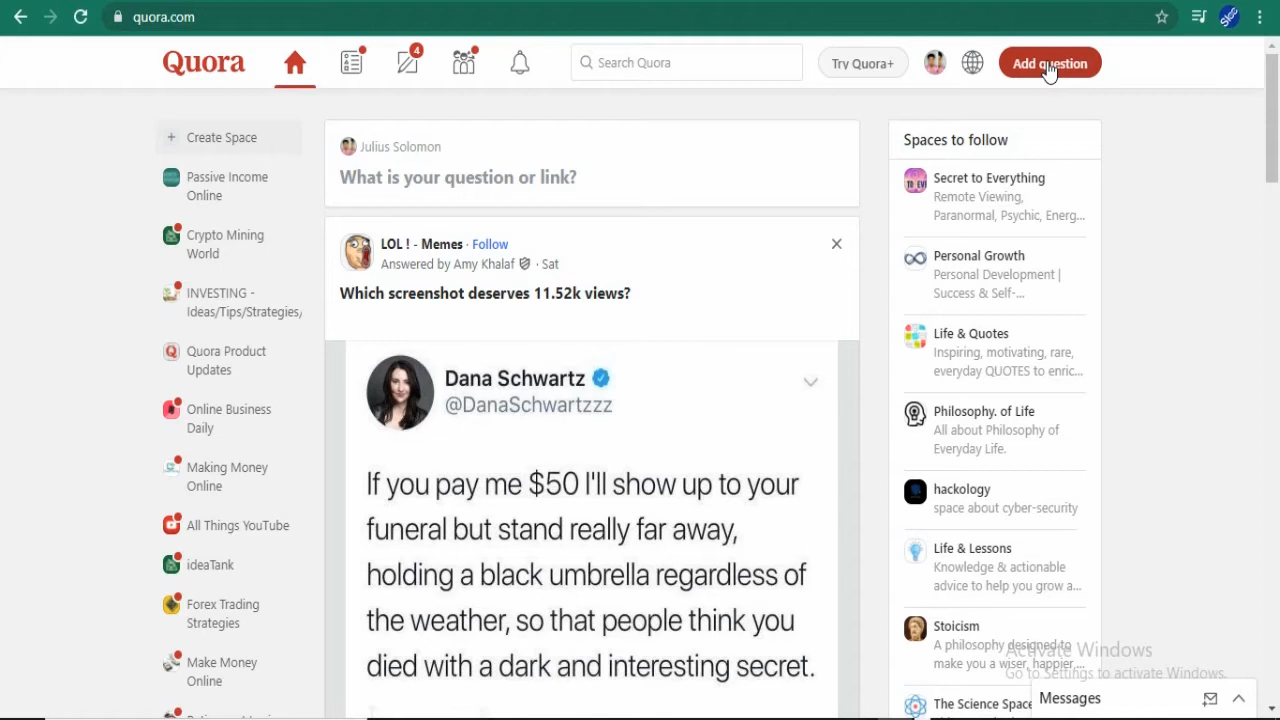 quora.com
Quora
4
Search Quora
Try Quora+
Add question
+ Create Space
Passive Income
Online
Crypto Mining
World
INVESTING -
Ideas/Tips/Strategies/
Quora Product
Updates
Online Business
Daily
Making Money
Online
All Things YouTube
ideaTank
Forex Trading
Strategies
Make Money
Online
Julius Solomon
What is your question or link?
LOL ! - Memes · Follow
Answered by Amy Khalaf · Sat
Which screenshot deserves 11.52k views?
Dana Schwartz
@DanaSchwartzzz
If you pay me $50 I'll show up to your
funeral but stand really far away,
holding a black umbrella regardless of
the weather, so that people think you
died with a dark and interesting secret.
Spaces to follow
Secret to Everything
Remote Viewing,
Paranormal, Psychic, Energ...
Personal Growth
Personal Development |
Success & Self-...
Life & Quotes
Inspiring, motivating, rare,
everyday QUOTES to enric...
Philosophy. of Life
All about Philosophy of
Everyday Life.
hackology
space about cyber-security
Life & Lessons
Knowledge & actionable
advice to help you grow a...
Stoicism
A philosophy designed to
make you a wiser, happier,...
The Science Space
Activate Windows
Go to Settings to activate Windows.
Messages